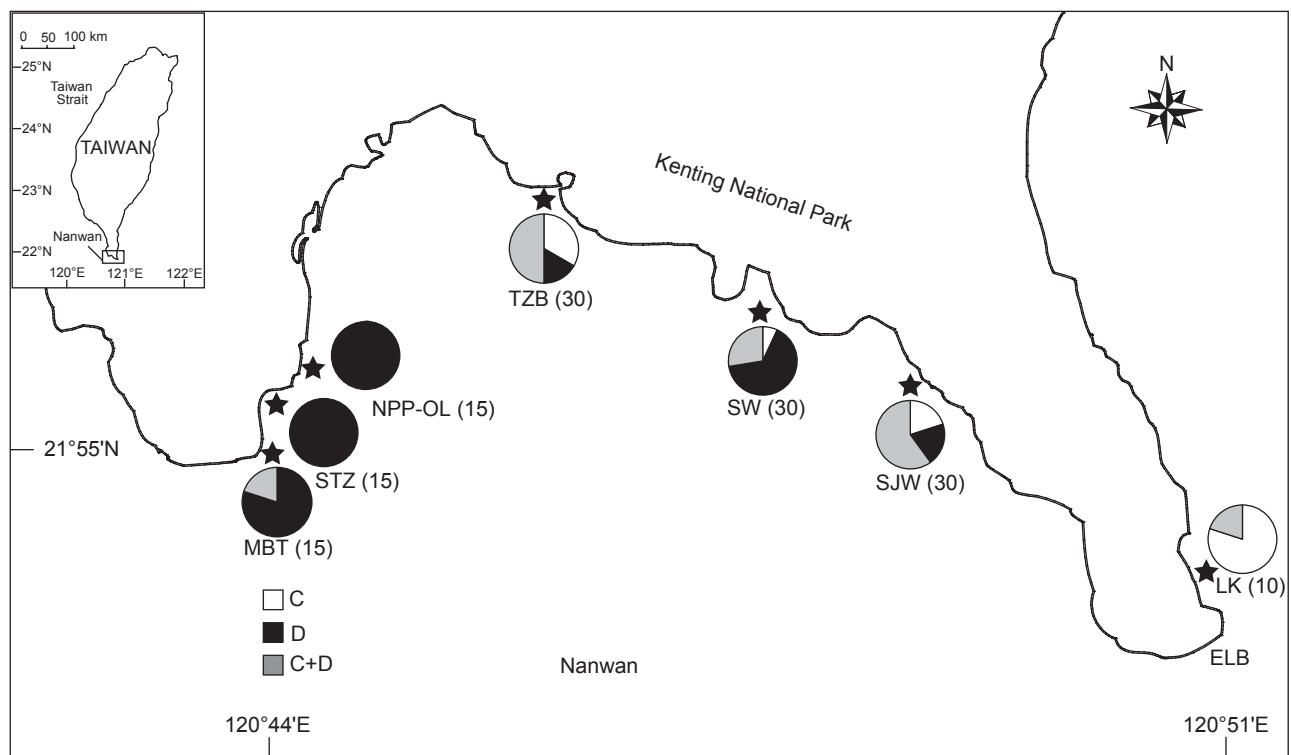 0 50 100 km
25°N
Taiwan
Strait
24°N
TAIWAN
23°N
Nanwan
22°N
120°E 121°E 122°E
N
Kenting National Park
TZB (30)
SW (30)
NPP-OL (15)
SJW (30)
21°55'N
STZ (15)
MBT (15)
LK (10)
C
D
C+D
Nanwan
ELB
120°44'E
120°51'E